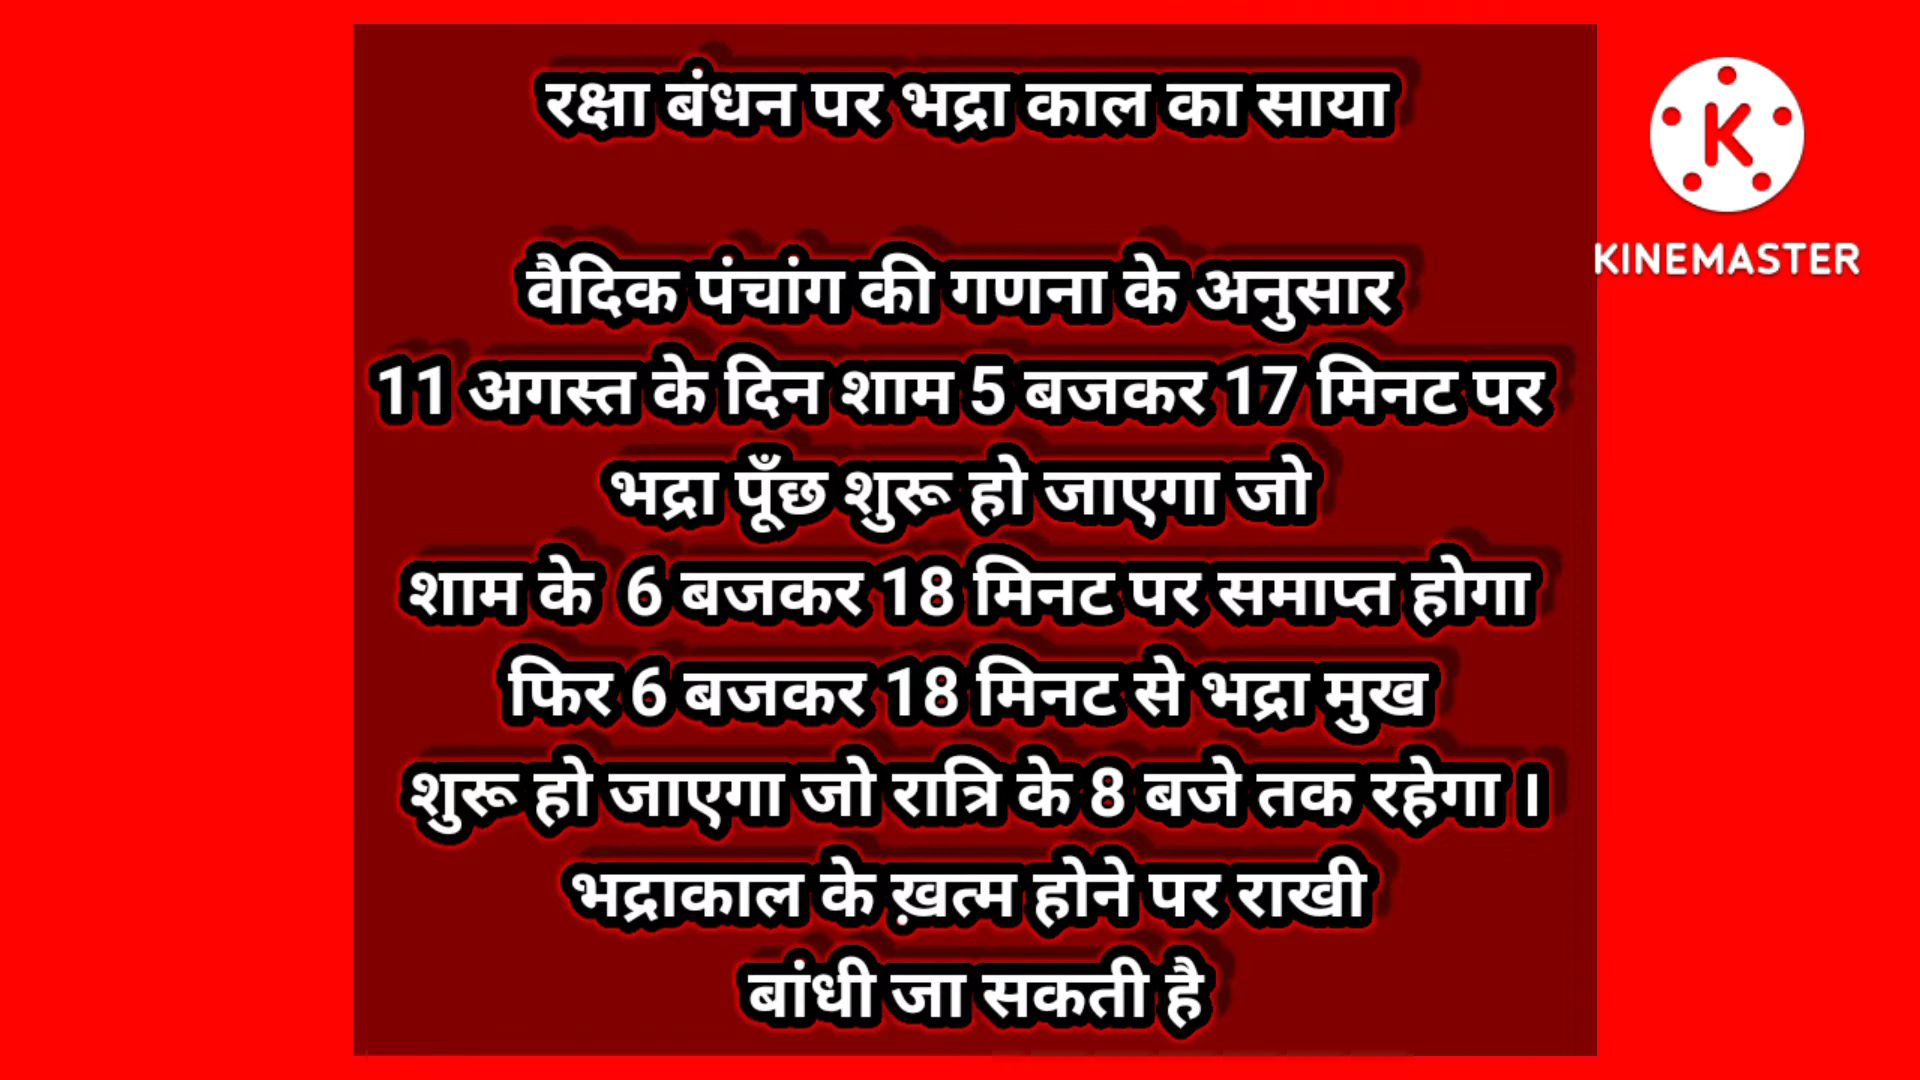 रक्षा बंधन पर भद्रा काल का साया
वैदिक पंचांग की गणना के अनुसार
11 अगस्त के दिन शाम 5 बजकर 17 मिनट पर
भद्रा पूँछ शुरू हो जाएगा जो
शाम के 6 बजकर 18 मिनट पर समाप्त होगा
फिर 6 बजकर 18 मिनट से भद्रा मुख
शुरू हो जाएगा जो रात्रि के 8 बजे तक रहेगा ।
भद्राकाल के ख़त्म होने पर राखी
बांधी जा सकती है
K
KINEMASTER